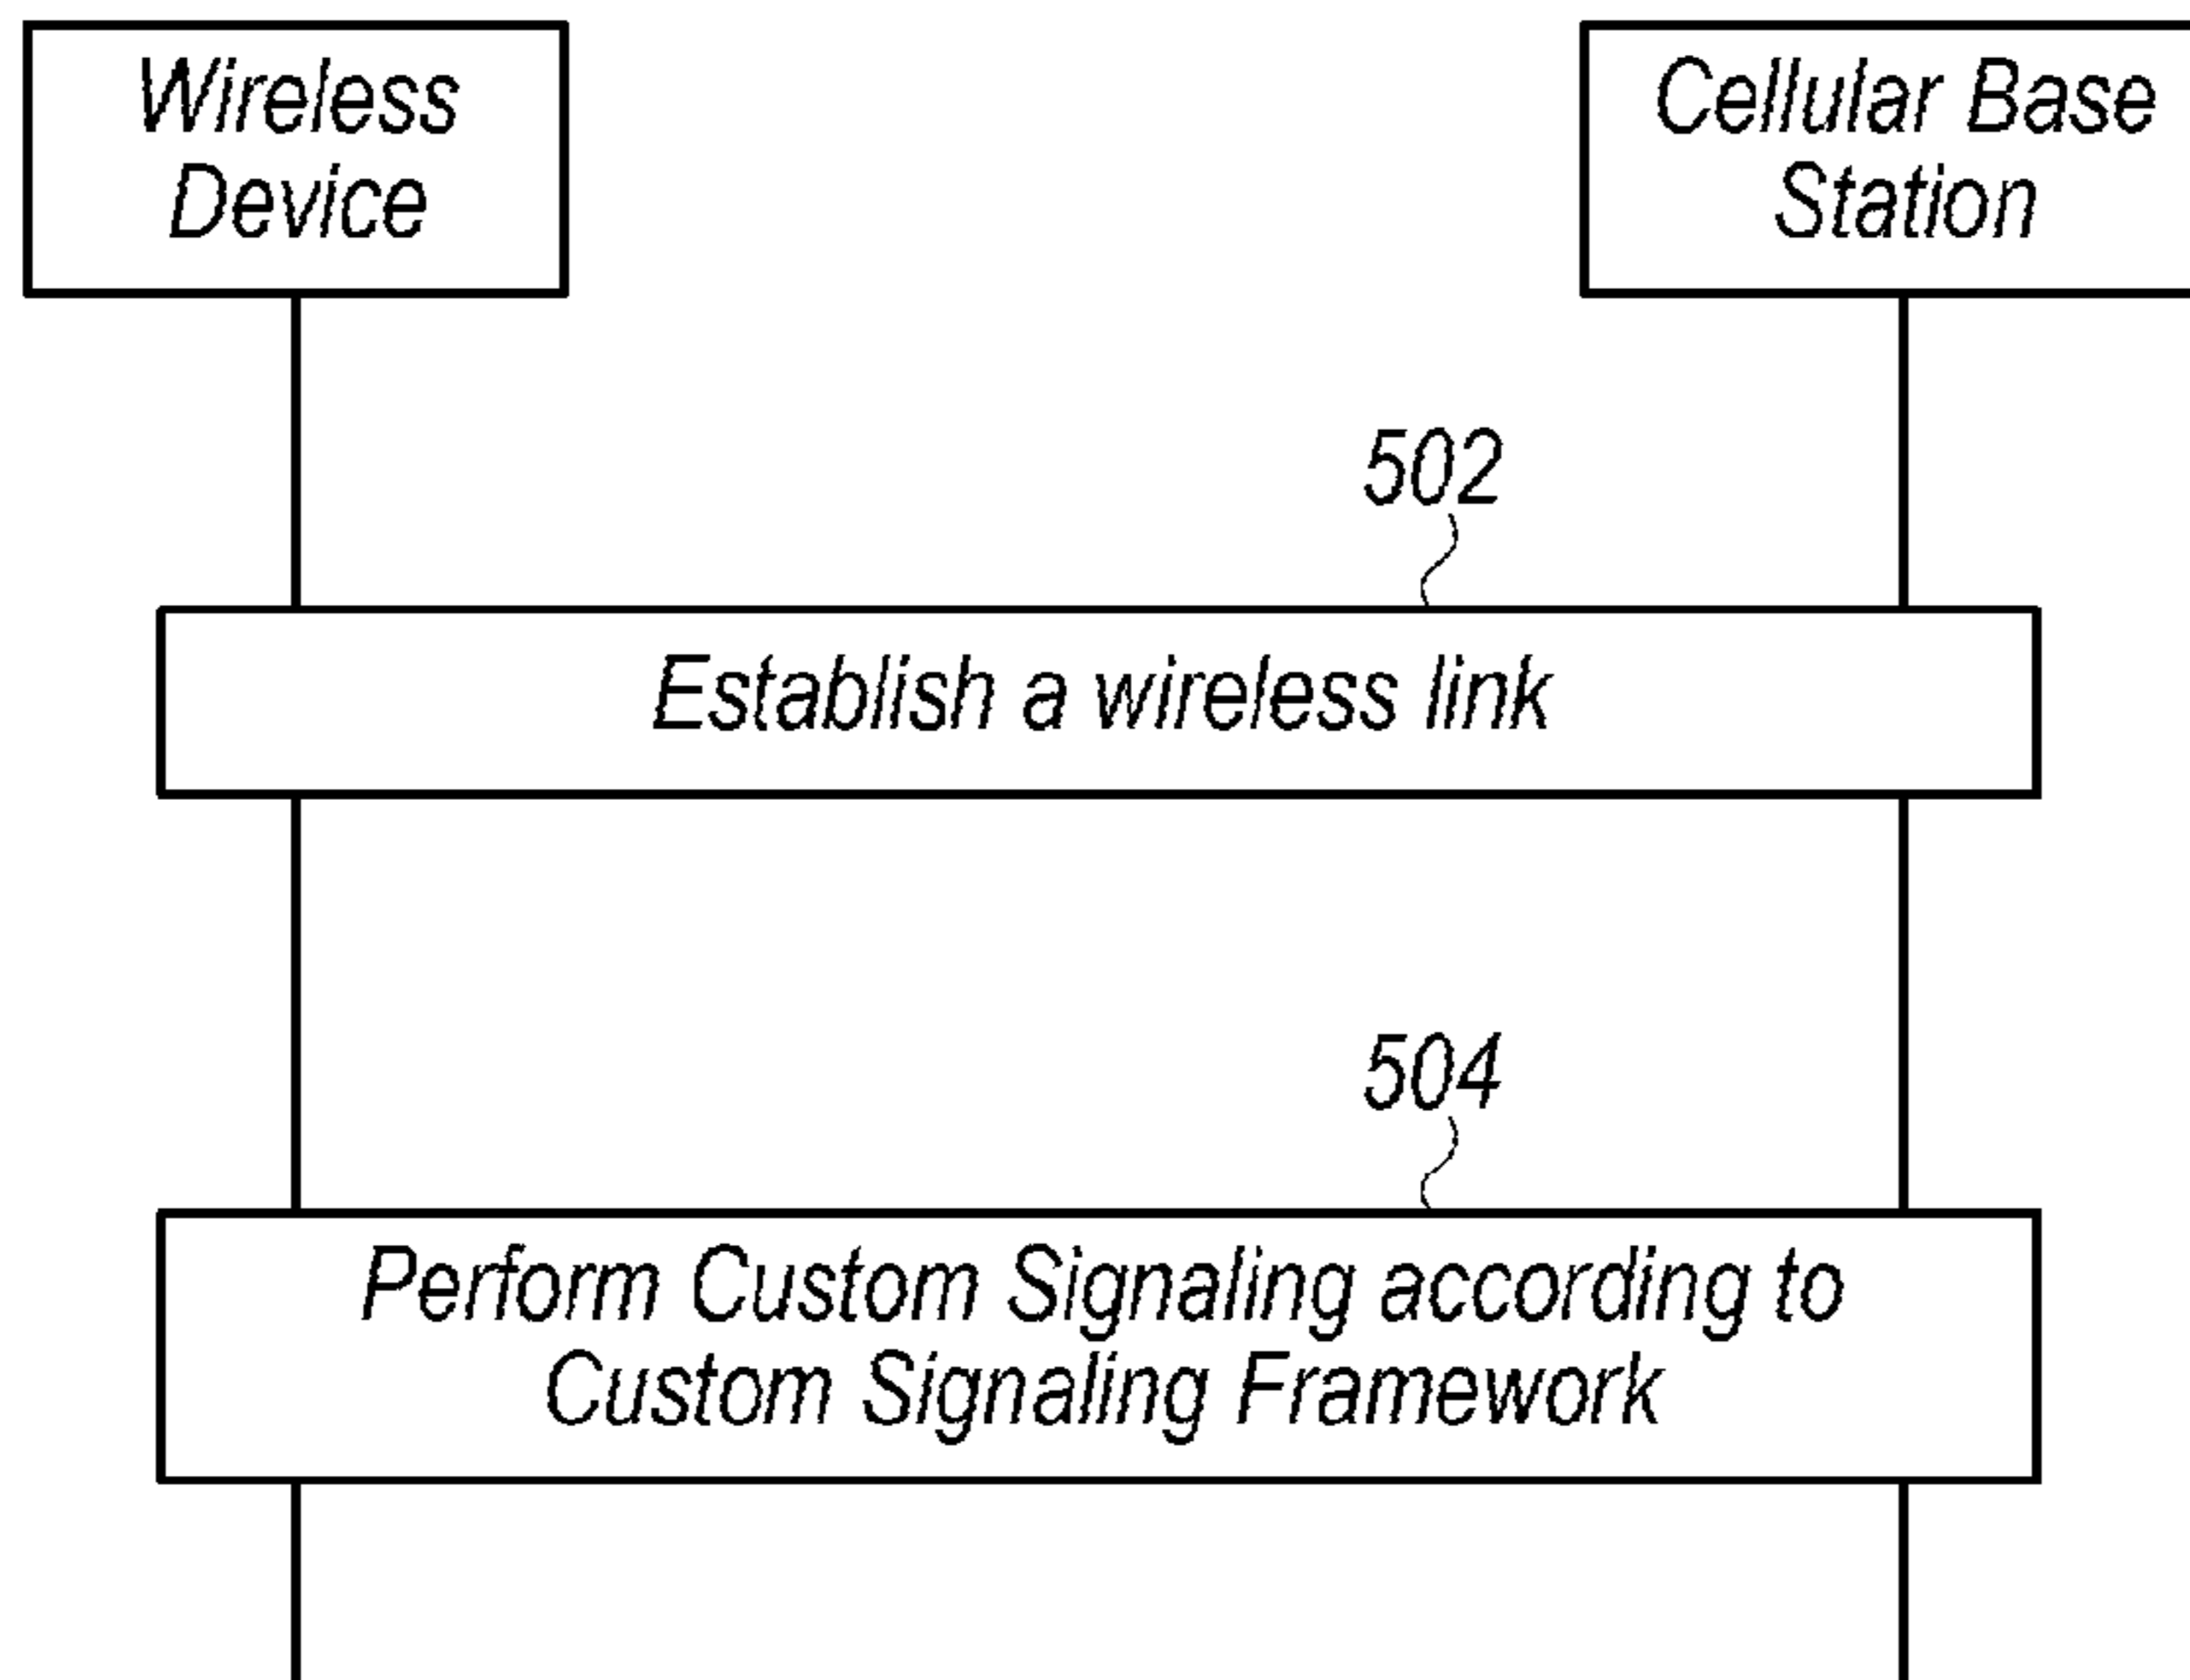 Wireless
Device
Cellular Base
Station
502
Establish a wireless link
504
Perform Custom Signaling according to
Custom Signaling Framework